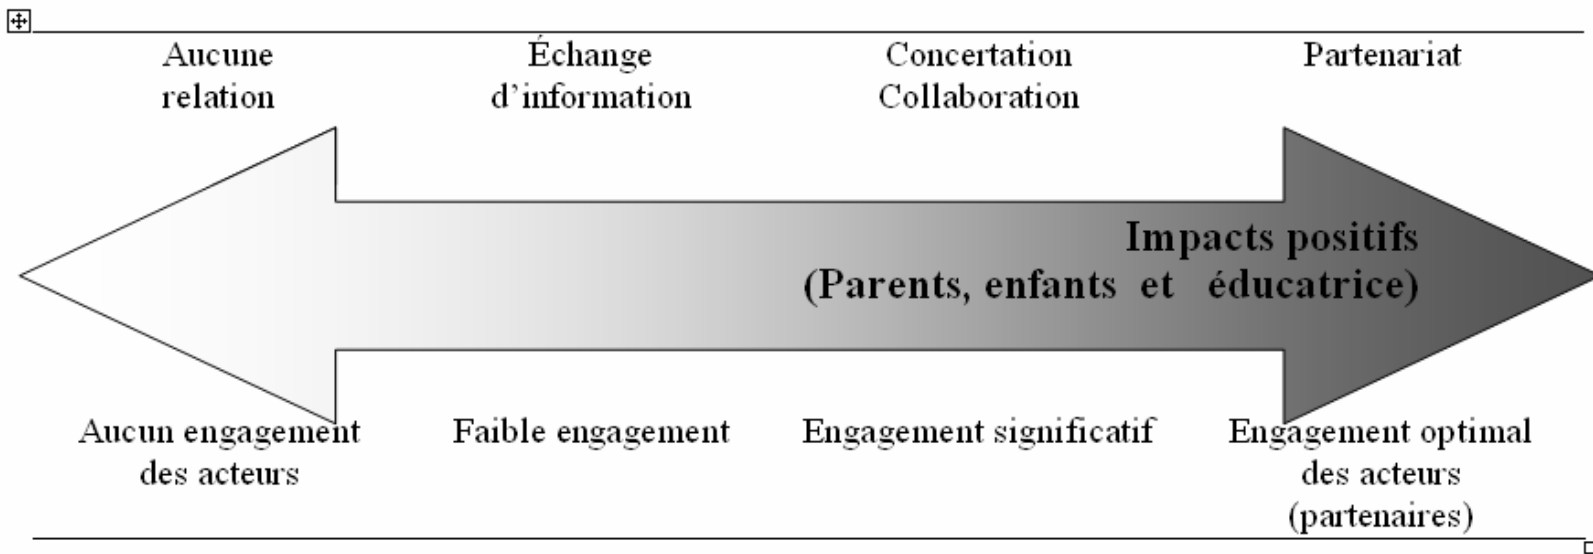 Aucune
relation
Échange
d'information
Concertation
Collaboration
Partenariat
Impacts positifs
(Parents, enfants et éducatrice)
Aucun engagement
des acteurs
Faible engagement
Engagement significatif
Engagement optimal
des acteurs
(partenaires)